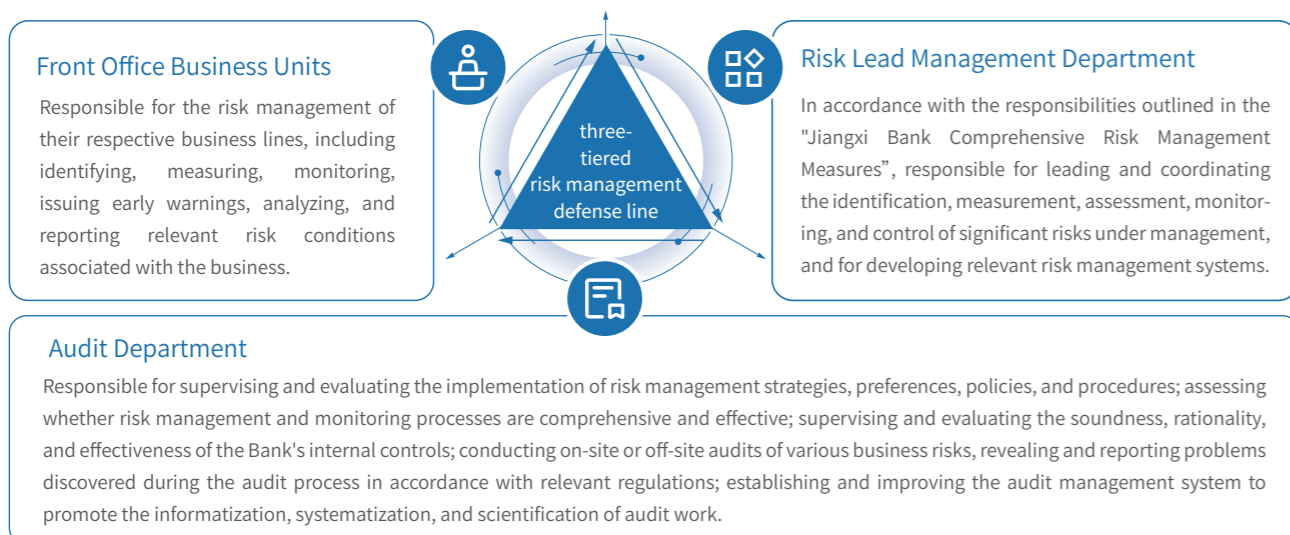 Front Office Business Units
Responsible for the risk management of
their respective business lines, including
identifying, measuring, monitoring,
issuing early warnings, analyzing, and
reporting relevant risk conditions
associated with the business.
three-
tiered
risk management
defense line
Risk Lead Management Department
In accordance with the responsibilities outlined in the
"Jiangxi Bank Comprehensive Risk Management
Measures”, responsible for leading and coordinating
the identification, measurement, assessment, monitor-
ing, and control of significant risks under management,
and for developing relevant risk management systems.
Audit Department
Responsible for supervising and evaluating the implementation of risk management strategies, preferences, policies, and procedures; assessing
whether risk management and monitoring processes are comprehensive and effective; supervising and evaluating the soundness, rationality,
and effectiveness of the Bank's internal controls; conducting on-site or off-site audits of various business risks, revealing and reporting problems
discovered during the audit process in accordance with relevant regulations; establishing and improving the audit management system to
promote the informatization, systematization, and scientification of audit work.